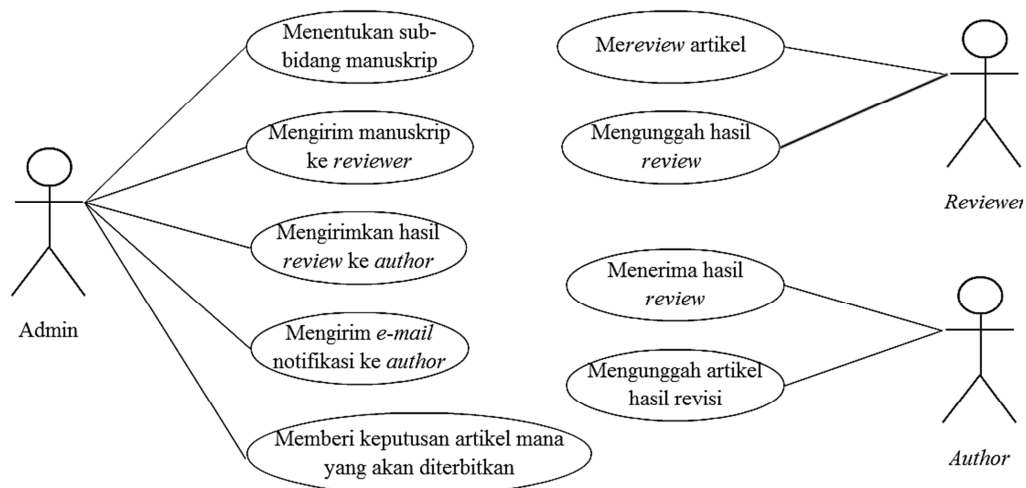 Menentukan sub-
bidang manuskrip
Mengirim manuskrip
ke reviewer
Mengirimkan hasil
review ke author
Mengirim e-mail
notifikasi ke author
Memberi keputusan artikel mana
yang akan diterbitkan
Admin
Mereview artikel
Mengunggah hasil
review
Reviewer
Menerima hasil
review
Mengunggah artikel
hasil revisi
Author